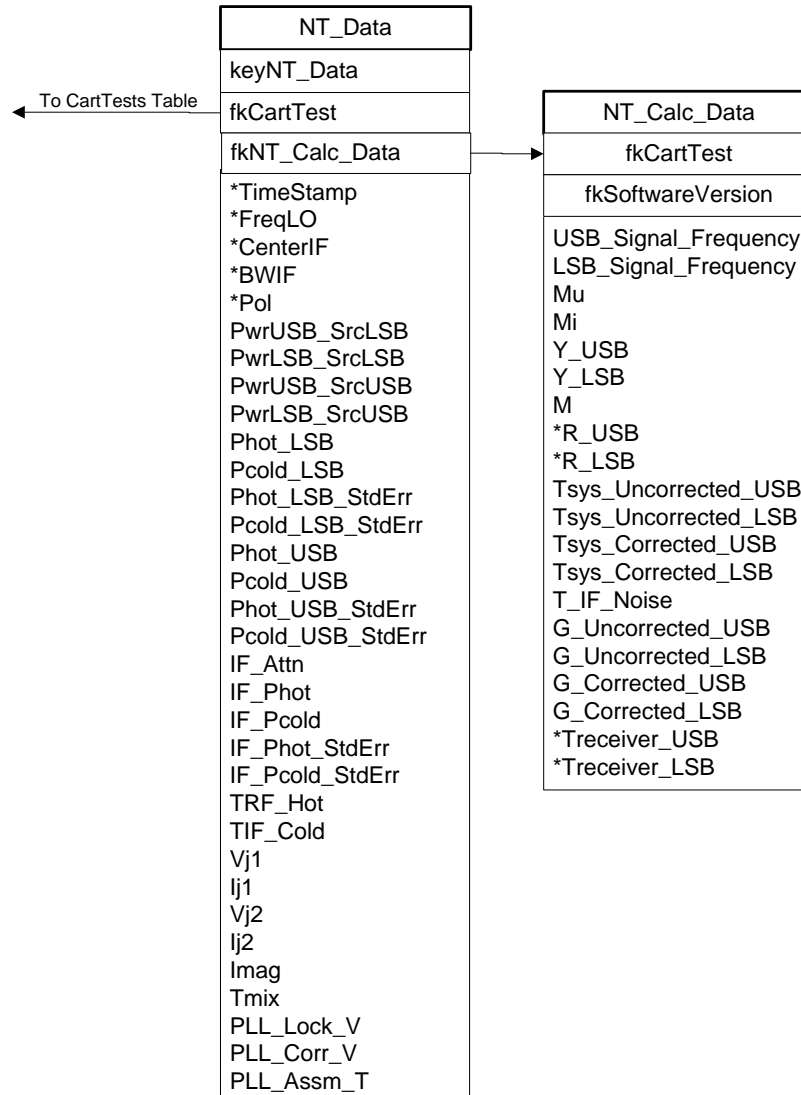 NT_Data
keyNT_Data
To CartTests Table
fkCartTest
fkNT_Calc_Data
*TimeStamp
*FreqLO
*CenterIF
*BWIF
*Pol
PwrUSB_SrcLSB
PwrLSB_SrcLSB
PwrUSB_SrcUSB
PwrLSB_SrcUSB
Phot_LSB
Pcold_LSB
Phot_LSB_StdErr
Pcold_LSB_StdErr
Phot_USB
Pcold_USB
Phot_USB_StdErr
Pcold_USB_StdErr
IF_Attn
IF_Phot
IF_Pcold
IF_Phot_StdErr
IF_Pcold_StdErr
TRF_Hot
TIF_Cold
Vj1
Ij1
Vj2
Ij2
Imag
Tmix
PLL_Lock_V
PLL_Corr_V
PLL_Assm_T
NT_Calc_Data
fkCartTest
fkSoftwareVersion
USB_Signal_Frequency
LSB_Signal_Frequency
Mu
Mi
Y_USB
Y_LSB
M
*R_USB
*R_LSB
Tsys_Uncorrected_USB
Tsys_Uncorrected_LSB
Tsys_Corrected_USB
Tsys_Corrected_LSB
T_IF_Noise
G_Uncorrected_USB
G_Uncorrected_LSB
G_Corrected_USB
G_Corrected_LSB
*Treceiver_USB
*Treceiver_LSB